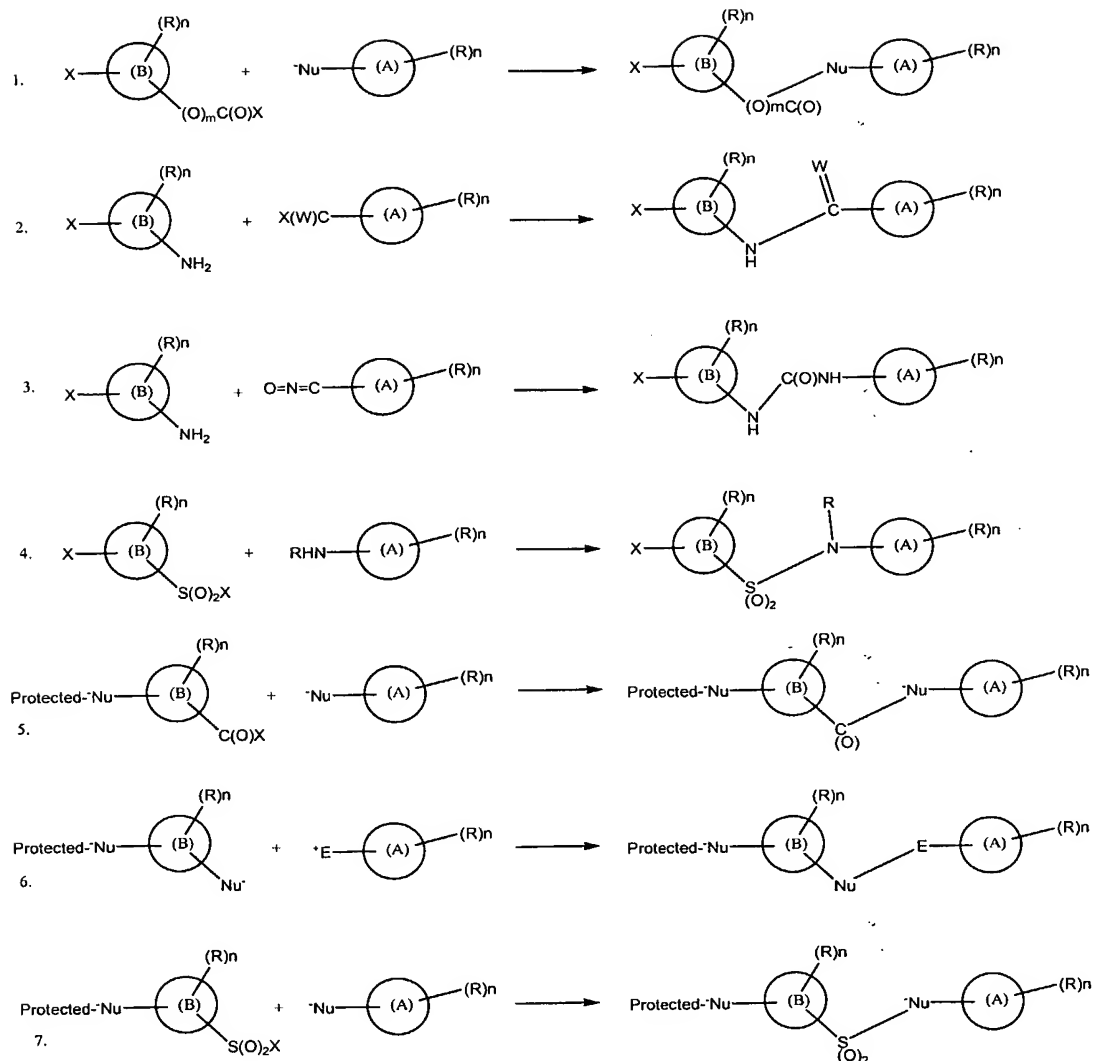 (R)n (R)n
1. X (B) + ⁻Nu (A) (R)n X (B) Nu (A) (R)n
(O)mC(O)X (O)mC(O)
(R)n (R)n W
2. X (B) + X(W)C (A) (R)n X (B) C (A) (R)n
NH2 N
H
(R)n (R)n
3. X (B) + O=N=C (A) (R)n X (B) C(O)NH (A) (R)n
NH2 N
H
(R)n (R)n R
4. X (B) + RHN (A) (R)n X (B) N (A) (R)n
S(O)2X S
(O)2
(R)n (R)n
Protected-⁻Nu (B) + ⁻Nu (A) (R)n Protected-⁻Nu (B) ⁻Nu (A) (R)n
5. C(O)X C
(O)
(R)n (R)n
Protected-⁻Nu (B) + ⁺E (A) (R)n Protected-⁻Nu (B) E (A) (R)n
6. Nu⁻ Nu
(R)n (R)n
Protected-⁻Nu (B) + ⁻Nu (A) (R)n Protected-⁻Nu (B) ⁻Nu (A) (R)n
7. S(O)2X S
(O)2